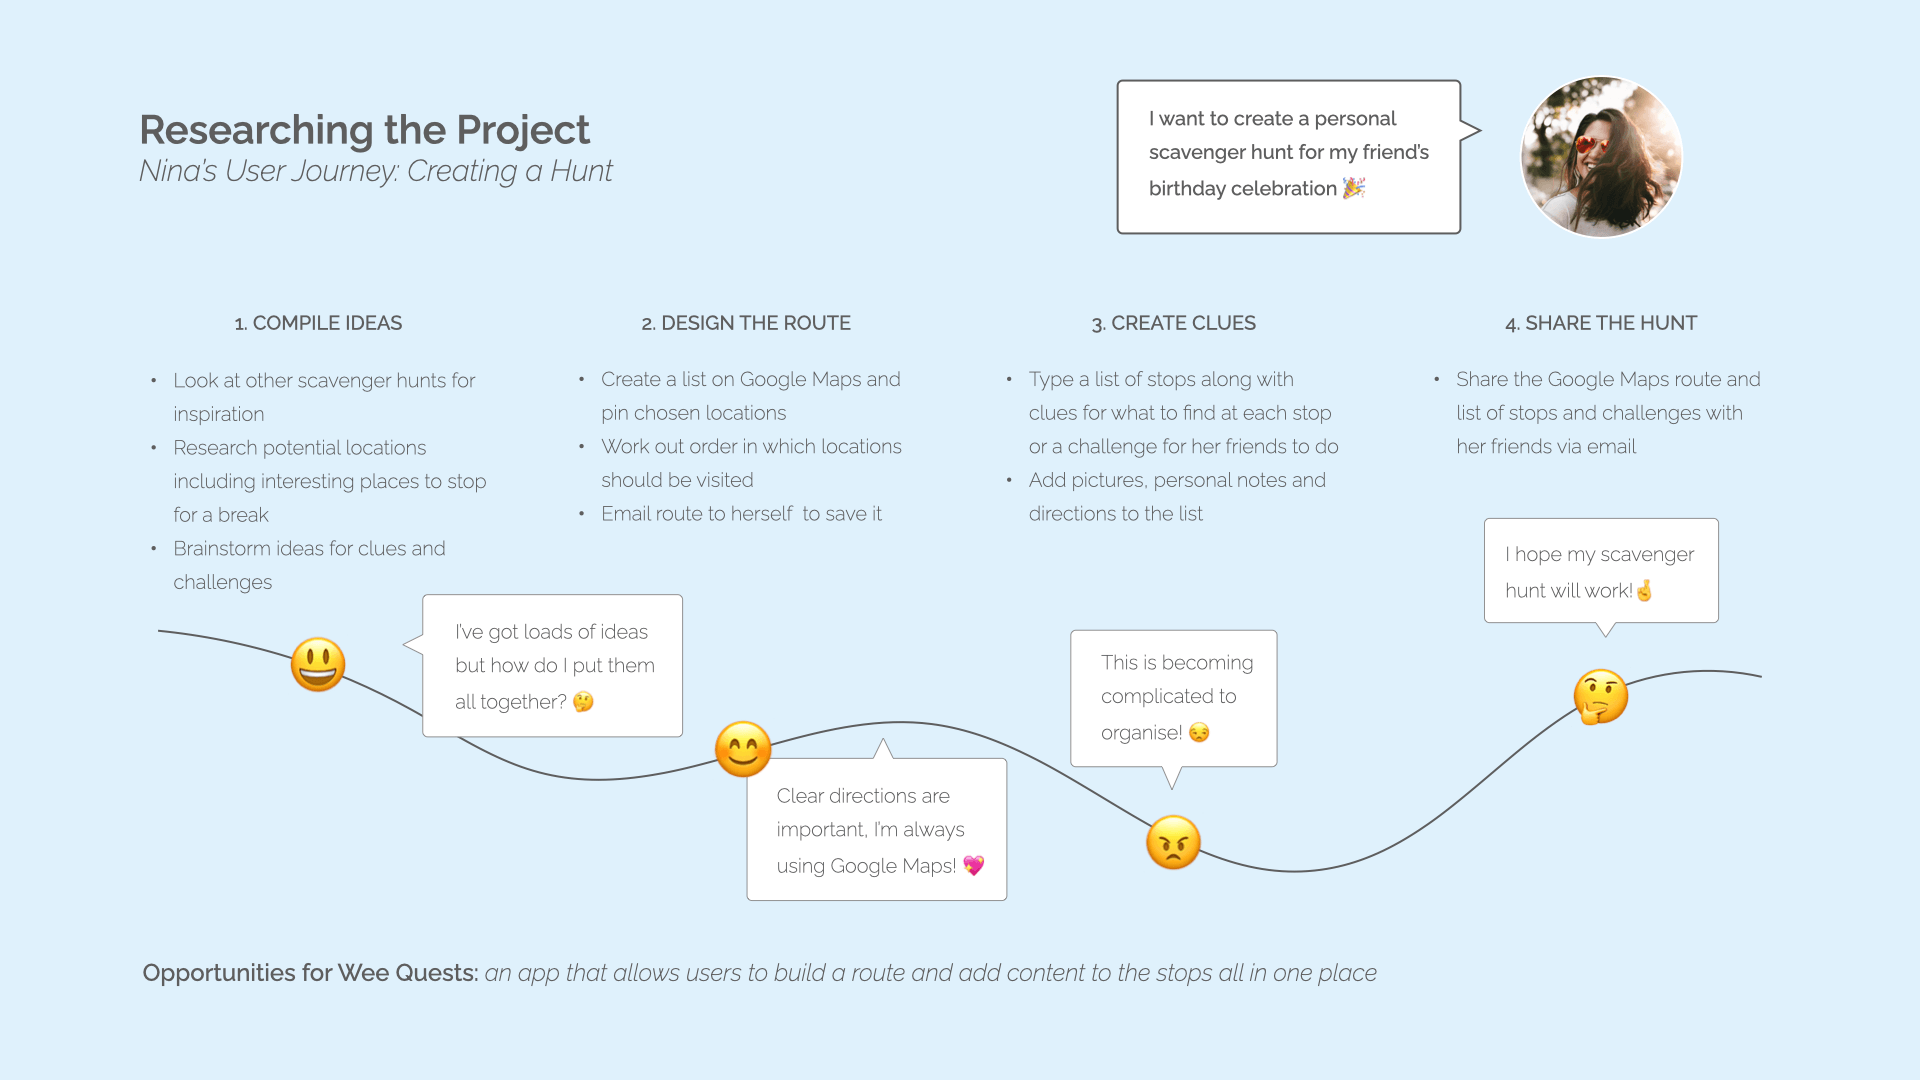 Researching the Project
Nina's User Journey: Creating a Hunt
I want to create a personal
scavenger hunt for my friend's
birthday celebration 🎉
1. COMPILE IDEAS
• Look at other scavenger hunts for
inspiration
• Research potential locations
including interesting places to stop
for a break
• Brainstorm ideas for clues and
challenges
2. DESIGN THE ROUTE
• Create a list on Google Maps and
pin chosen locations
• Work out order in which locations
should be visited
• Email route to herself to save it
3. CREATE CLUES
• Type a list of stops along with
clues for what to find at each stop
or a challenge for her friends to do
• Add pictures, personal notes and
directions to the list
4. SHARE THE HUNT
• Share the Google Maps route and
list of stops and challenges with
her friends via email
I've got loads of ideas
but how do I put them
all together? 🤔
Clear directions are
important, I'm always
using Google Maps! 💖
This is becoming
complicated to
organise! 😒
I hope my scavenger
hunt will work!🤞
Opportunities for Wee Quests: an app that allows users to build a route and add content to the stops all in one place